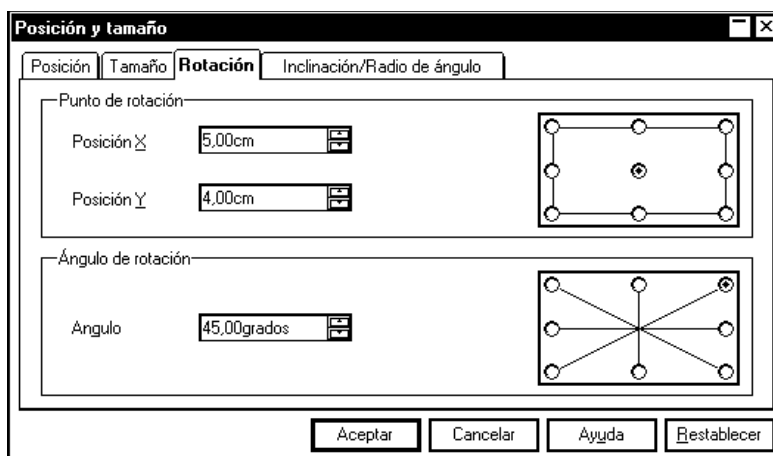 Posición y tamaño
Posición Tamaño Rotación Inclinación/Radio de ángulo
Punto de rotación
Posición X 5,00cm
Posición Y 4,00cm
Ángulo de rotación
Angulo 45,00grados
Aceptar Cancelar Ayuda Restablecer